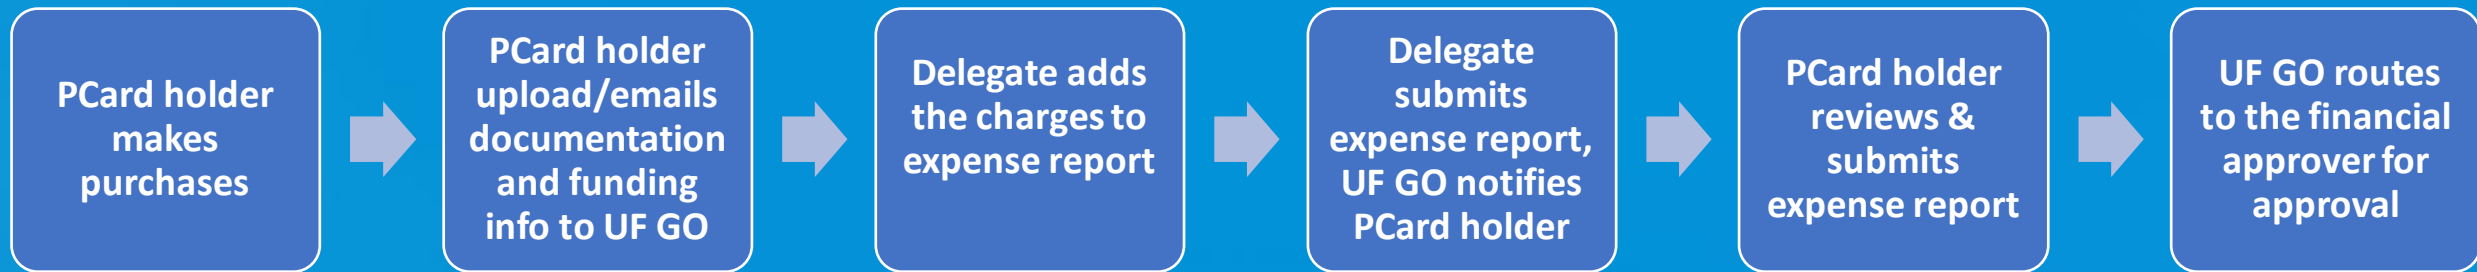 PCard holder
makes
purchases
PCard holder
upload/emails
documentation
and funding
info to UF GO
Delegate adds
the charges to
expense report
Delegate
submits
expense report,
UF GO notifies
PCard holder
PCard holder
reviews &
submits
expense report
UF GO routes
to the financial
approver for
approval